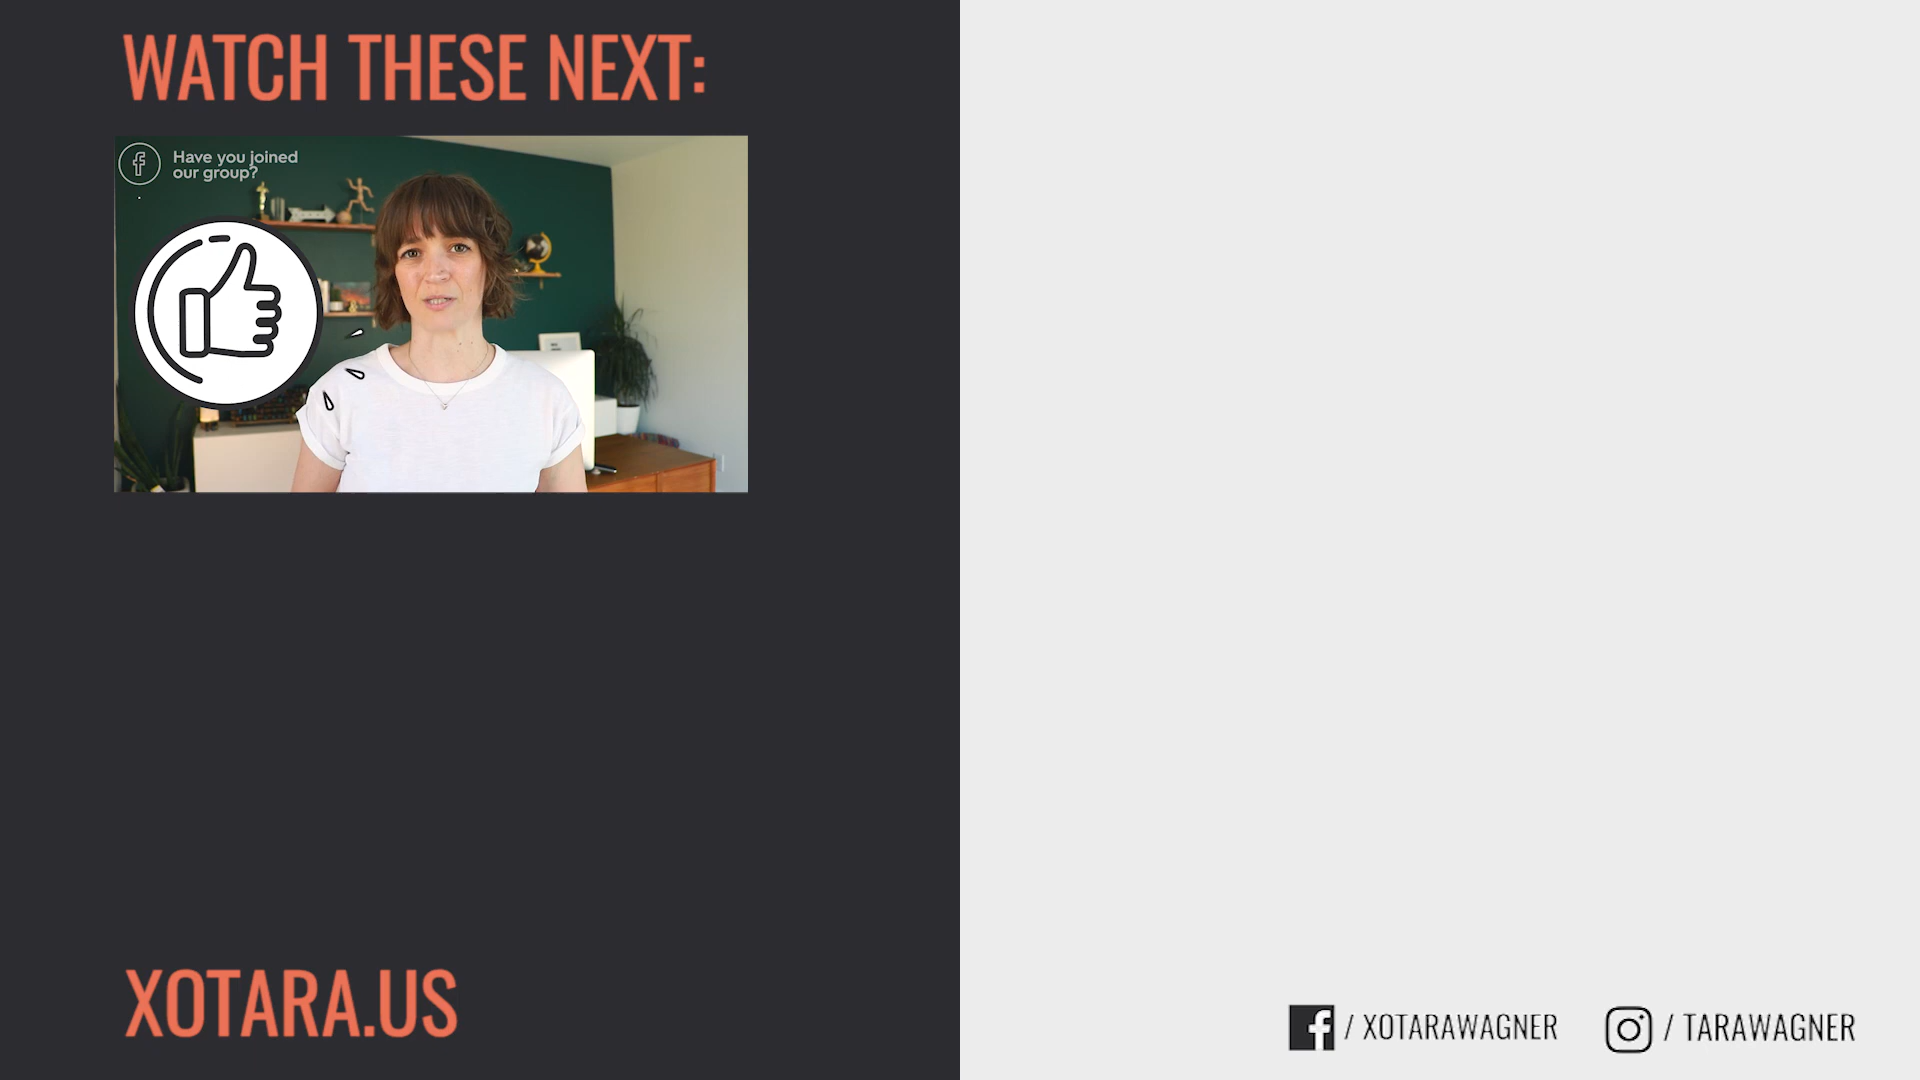 WATCH THESE NEXT:
Have you joined
our group?
XOTARA.US
/ XOTARAWAGNER
/ TARAWAGNER